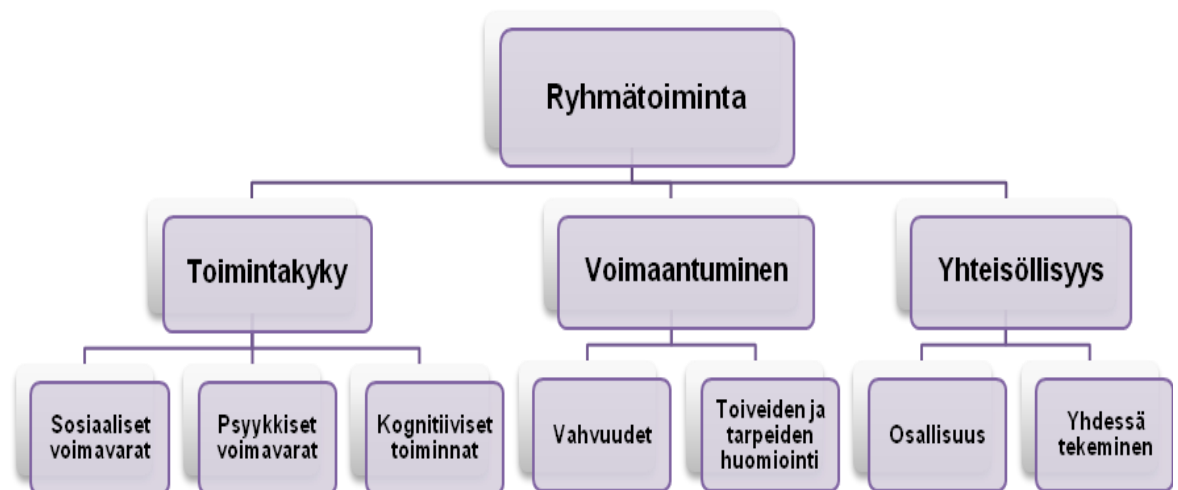 Ryhmätoiminta
Toimintakyky
Voimaantuminen
Yhteisöllisyys
Sosiaaliset
voimavarat
Psyykkiset
voimavarat
Kognitiiviset
toiminnat
Vahvuudet
Toiveiden ja
tarpeiden
huomiointi
Osallisuus
Yhdessä
tekeminen